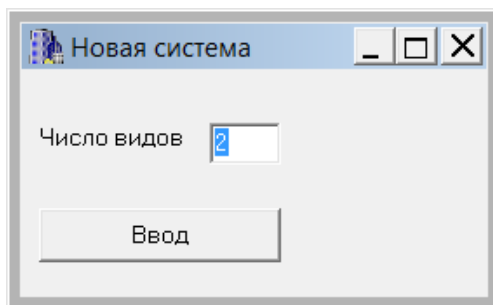 Новая система
Число видов 2
Ввод